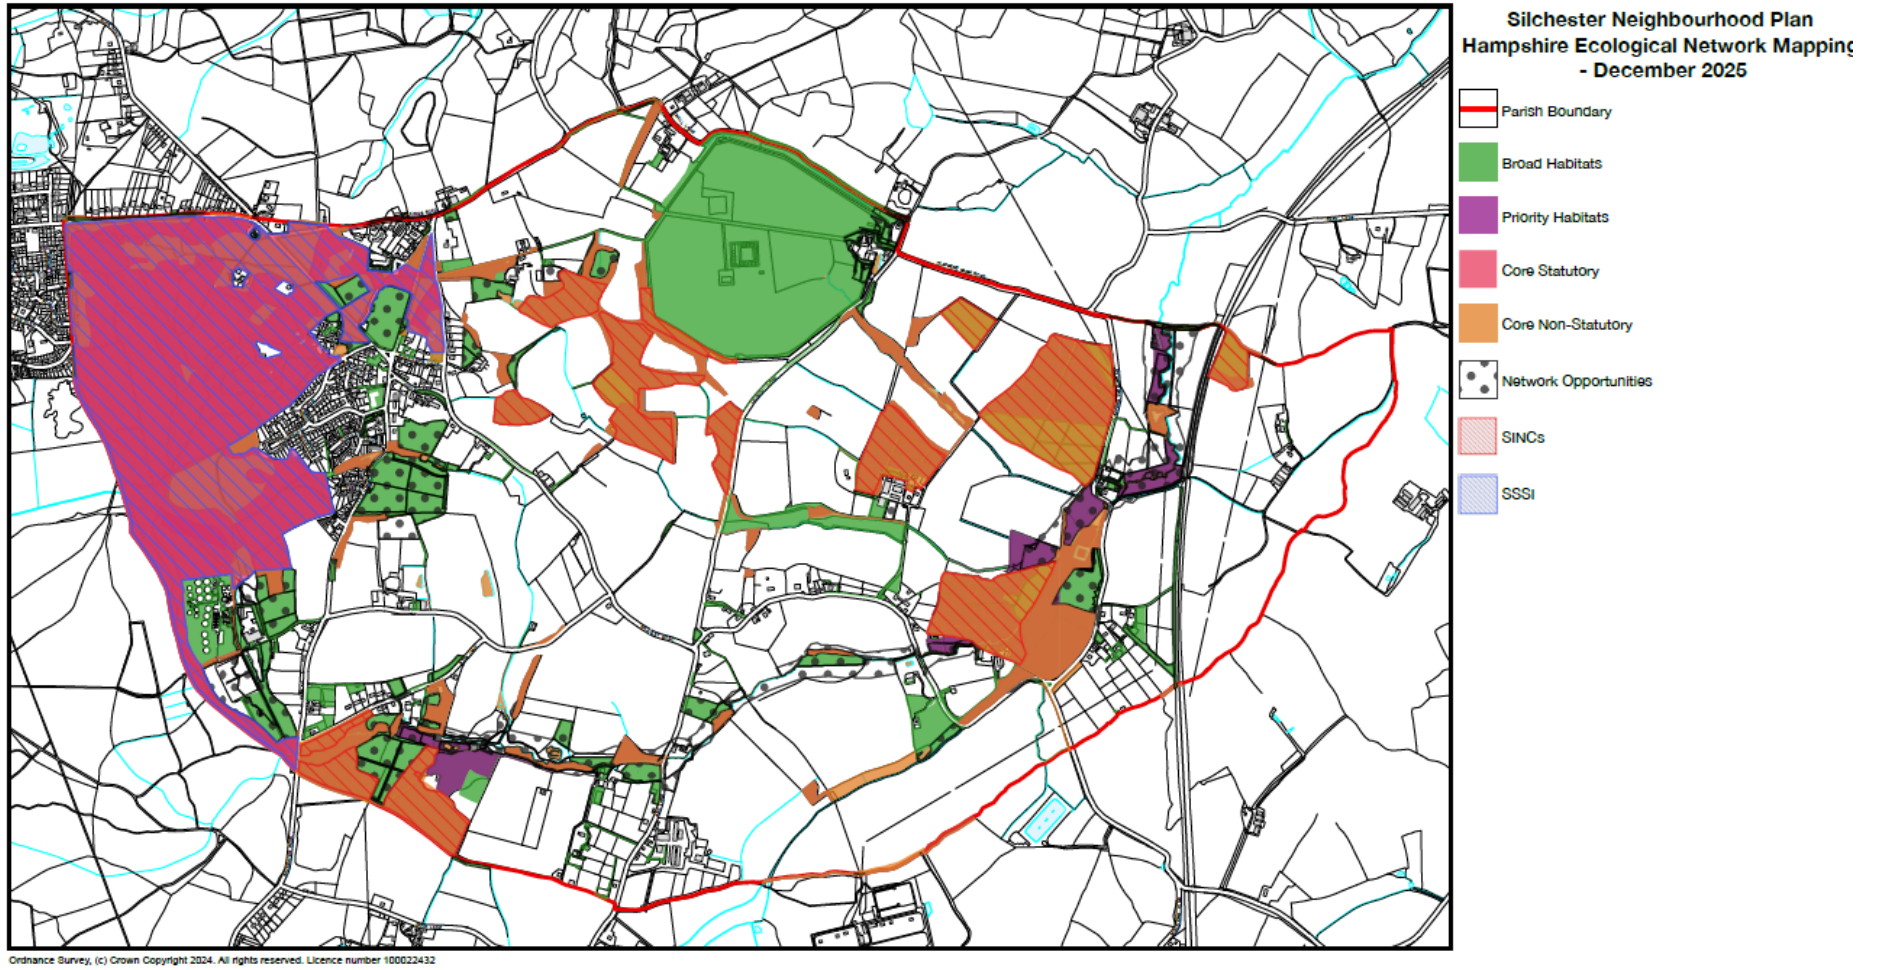 Silchester Neighbourhood Plan
Hampshire Ecological Network Mapping
- December 2025
Parish Boundary
Broad Habitats
Priority Habitats
Core Statutory
Core Non-Statutory
Network Opportunities
SINCs
SSSI
Ordnance Survey, (c) Crown Copyright 2024. All rights reserved. Licence number 100022432